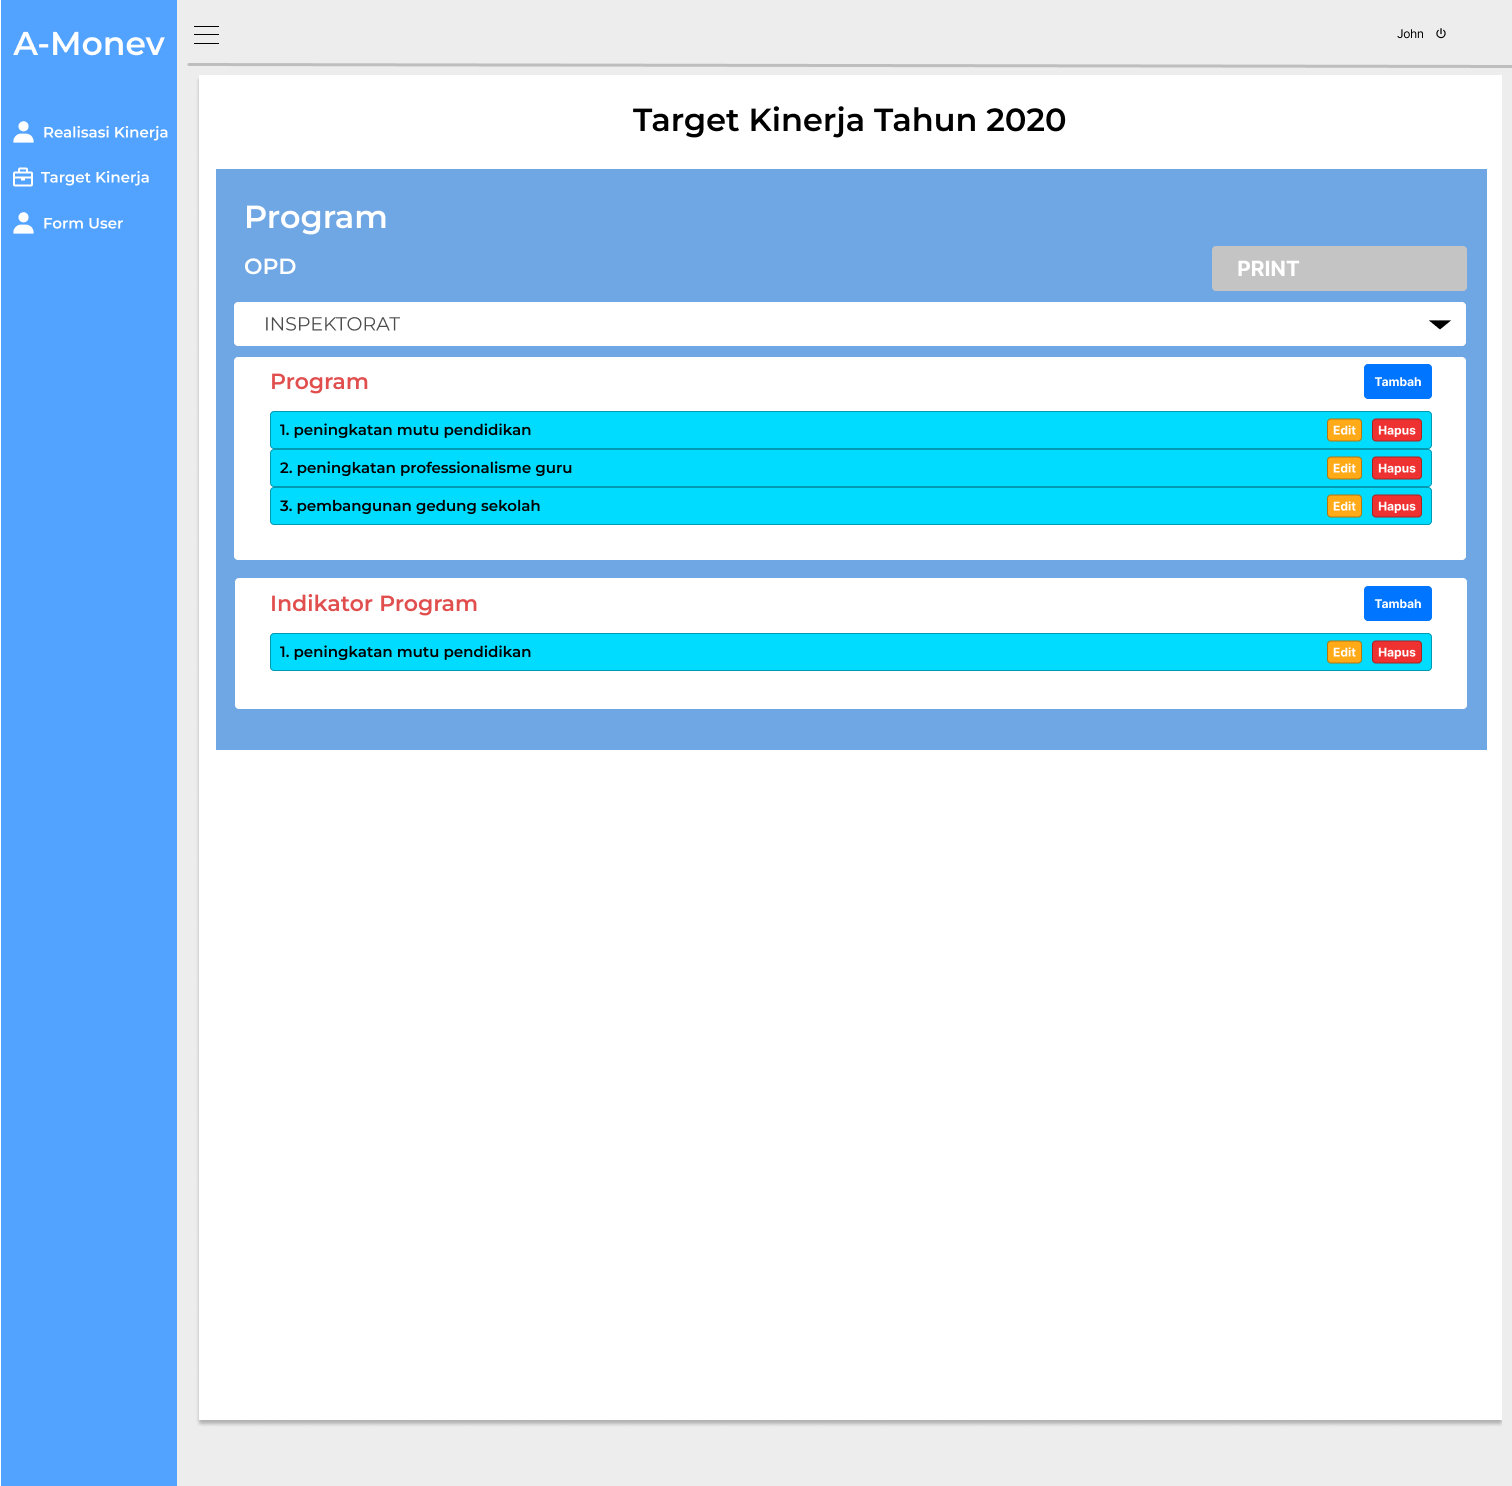 A-Monev
John
Realisasi Kinerja
Target Kinerja
Form User
Target Kinerja Tahun 2020
Program
OPD
PRINT
INSPEKTORAT
Program
Tambah
1. peningkatan mutu pendidikan Edit Hapus
2. peningkatan professionalisme guru Edit Hapus
3. pembangunan gedung sekolah Edit Hapus
Indikator Program
Tambah
1. peningkatan mutu pendidikan Edit Hapus